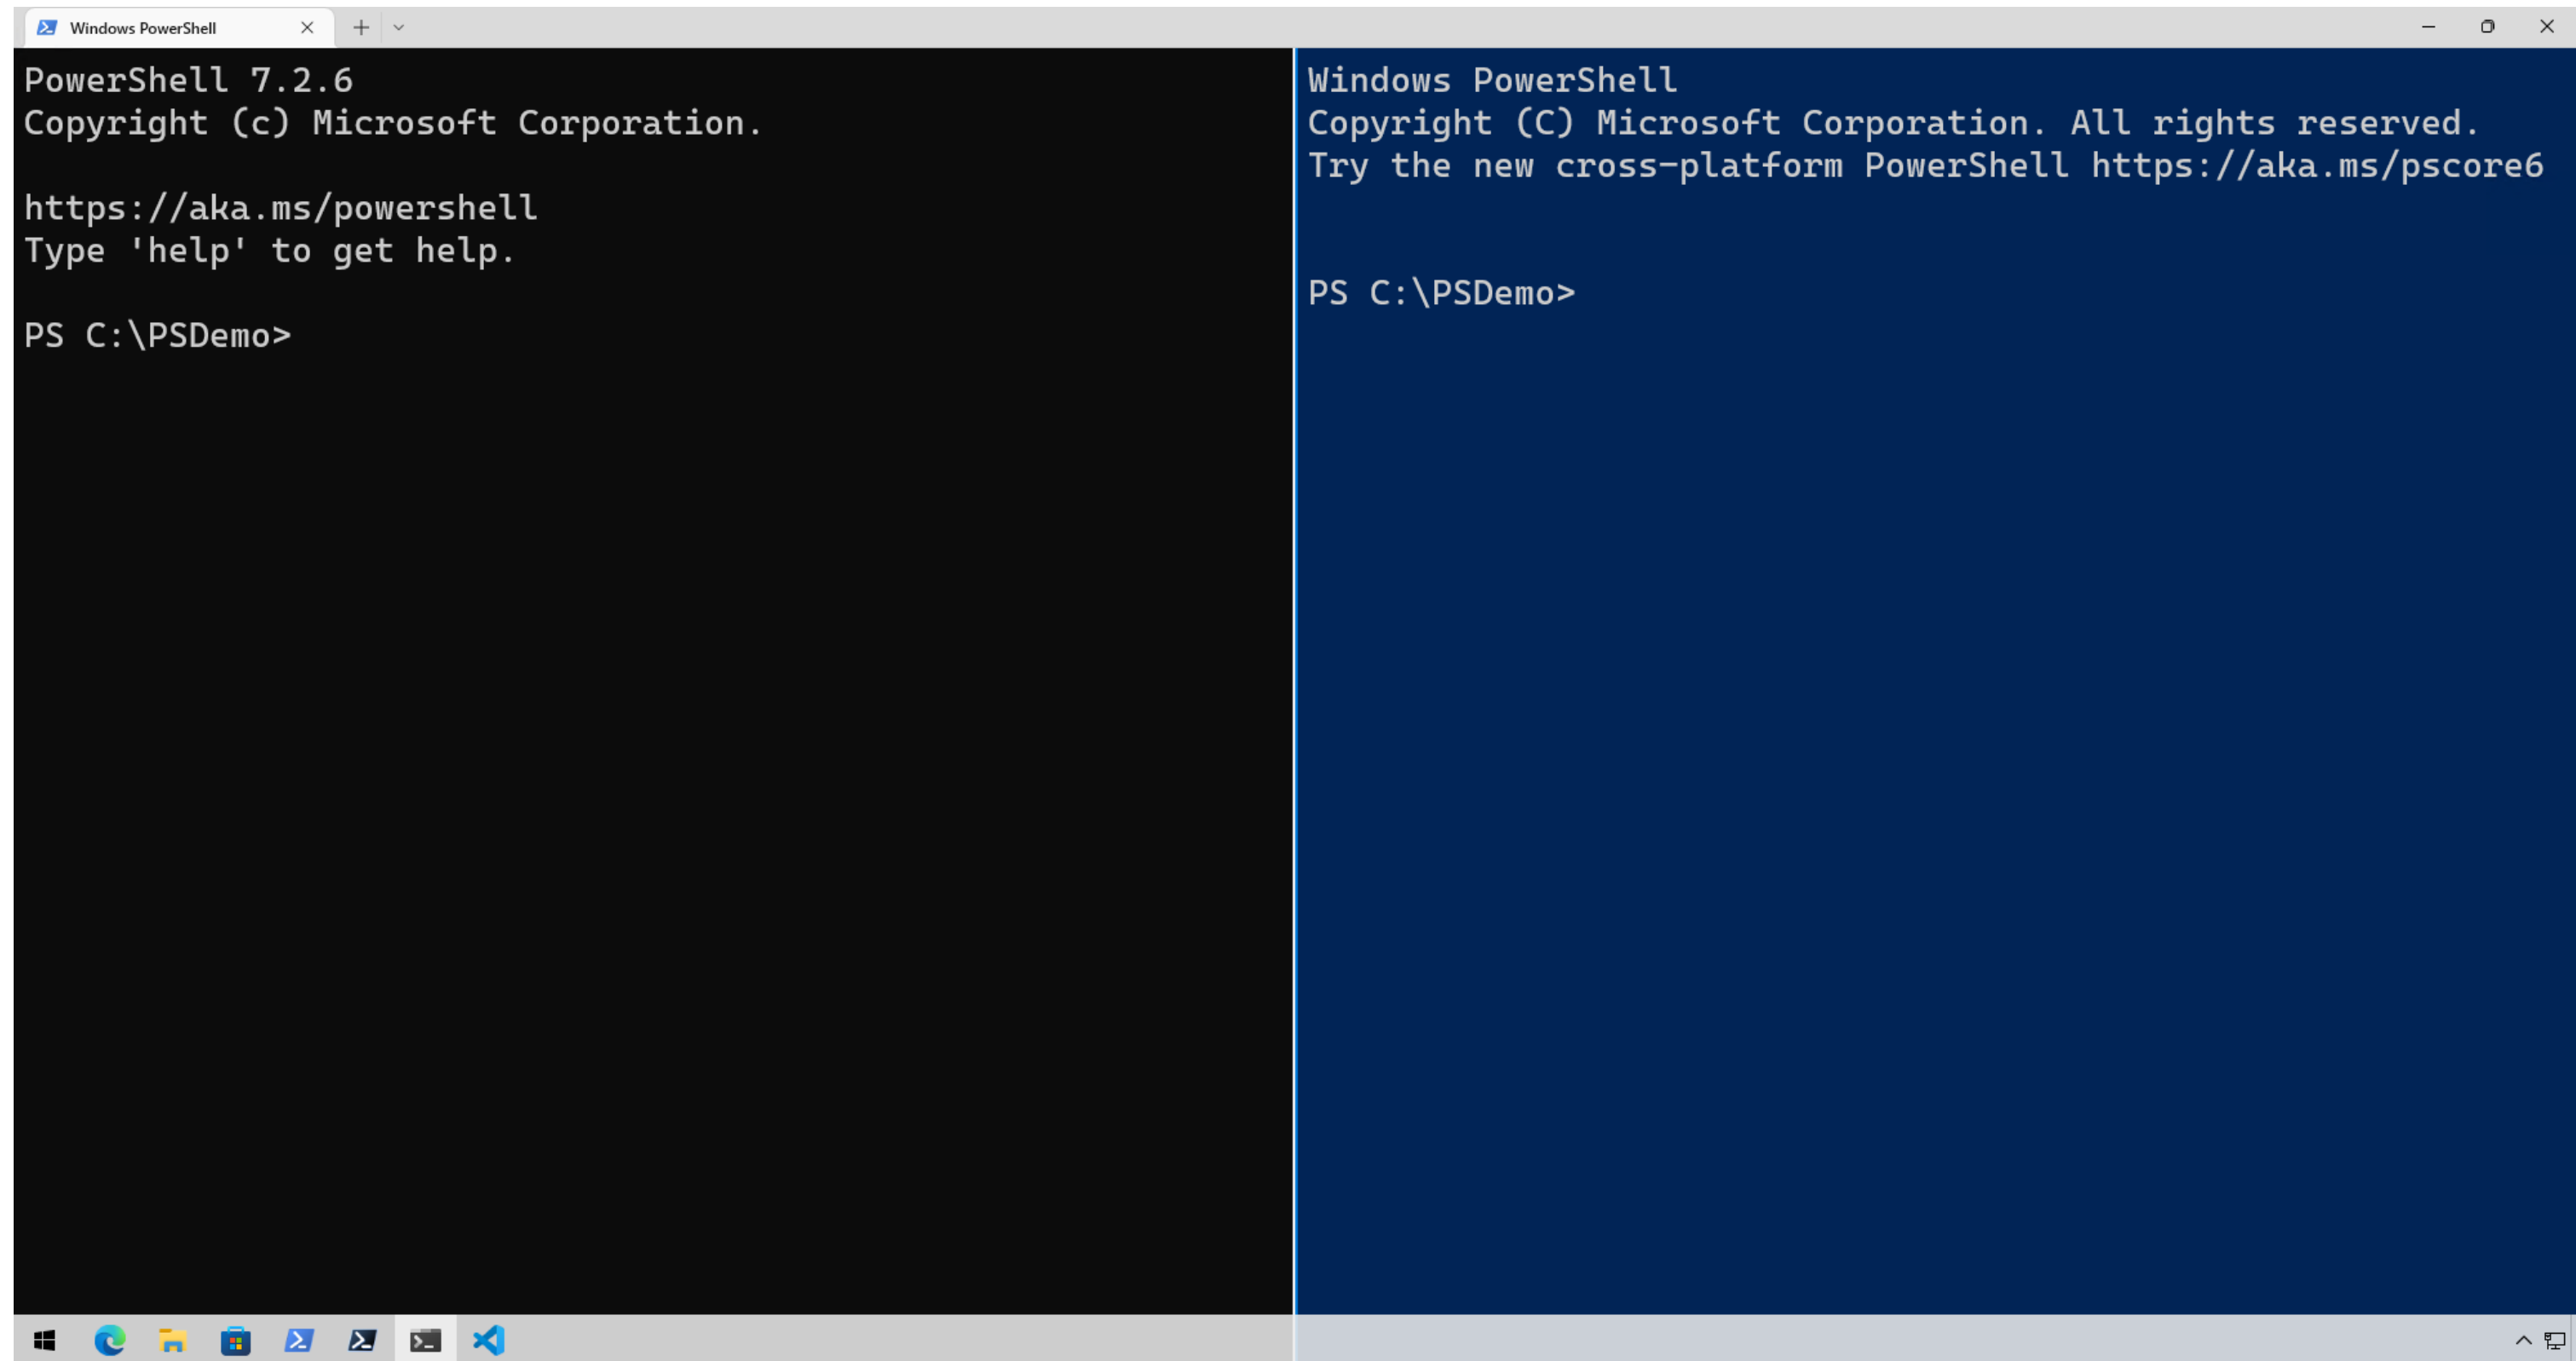 Windows PowerShell
PowerShell 7.2.6
Copyright (c) Microsoft Corporation.
https://aka.ms/powershell
Type 'help' to get help.
PS C:\PSDemo>
Windows PowerShell
Copyright (C) Microsoft Corporation. All rights reserved.
Try the new cross-platform PowerShell https://aka.ms/pscore6
PS C:\PSDemo>